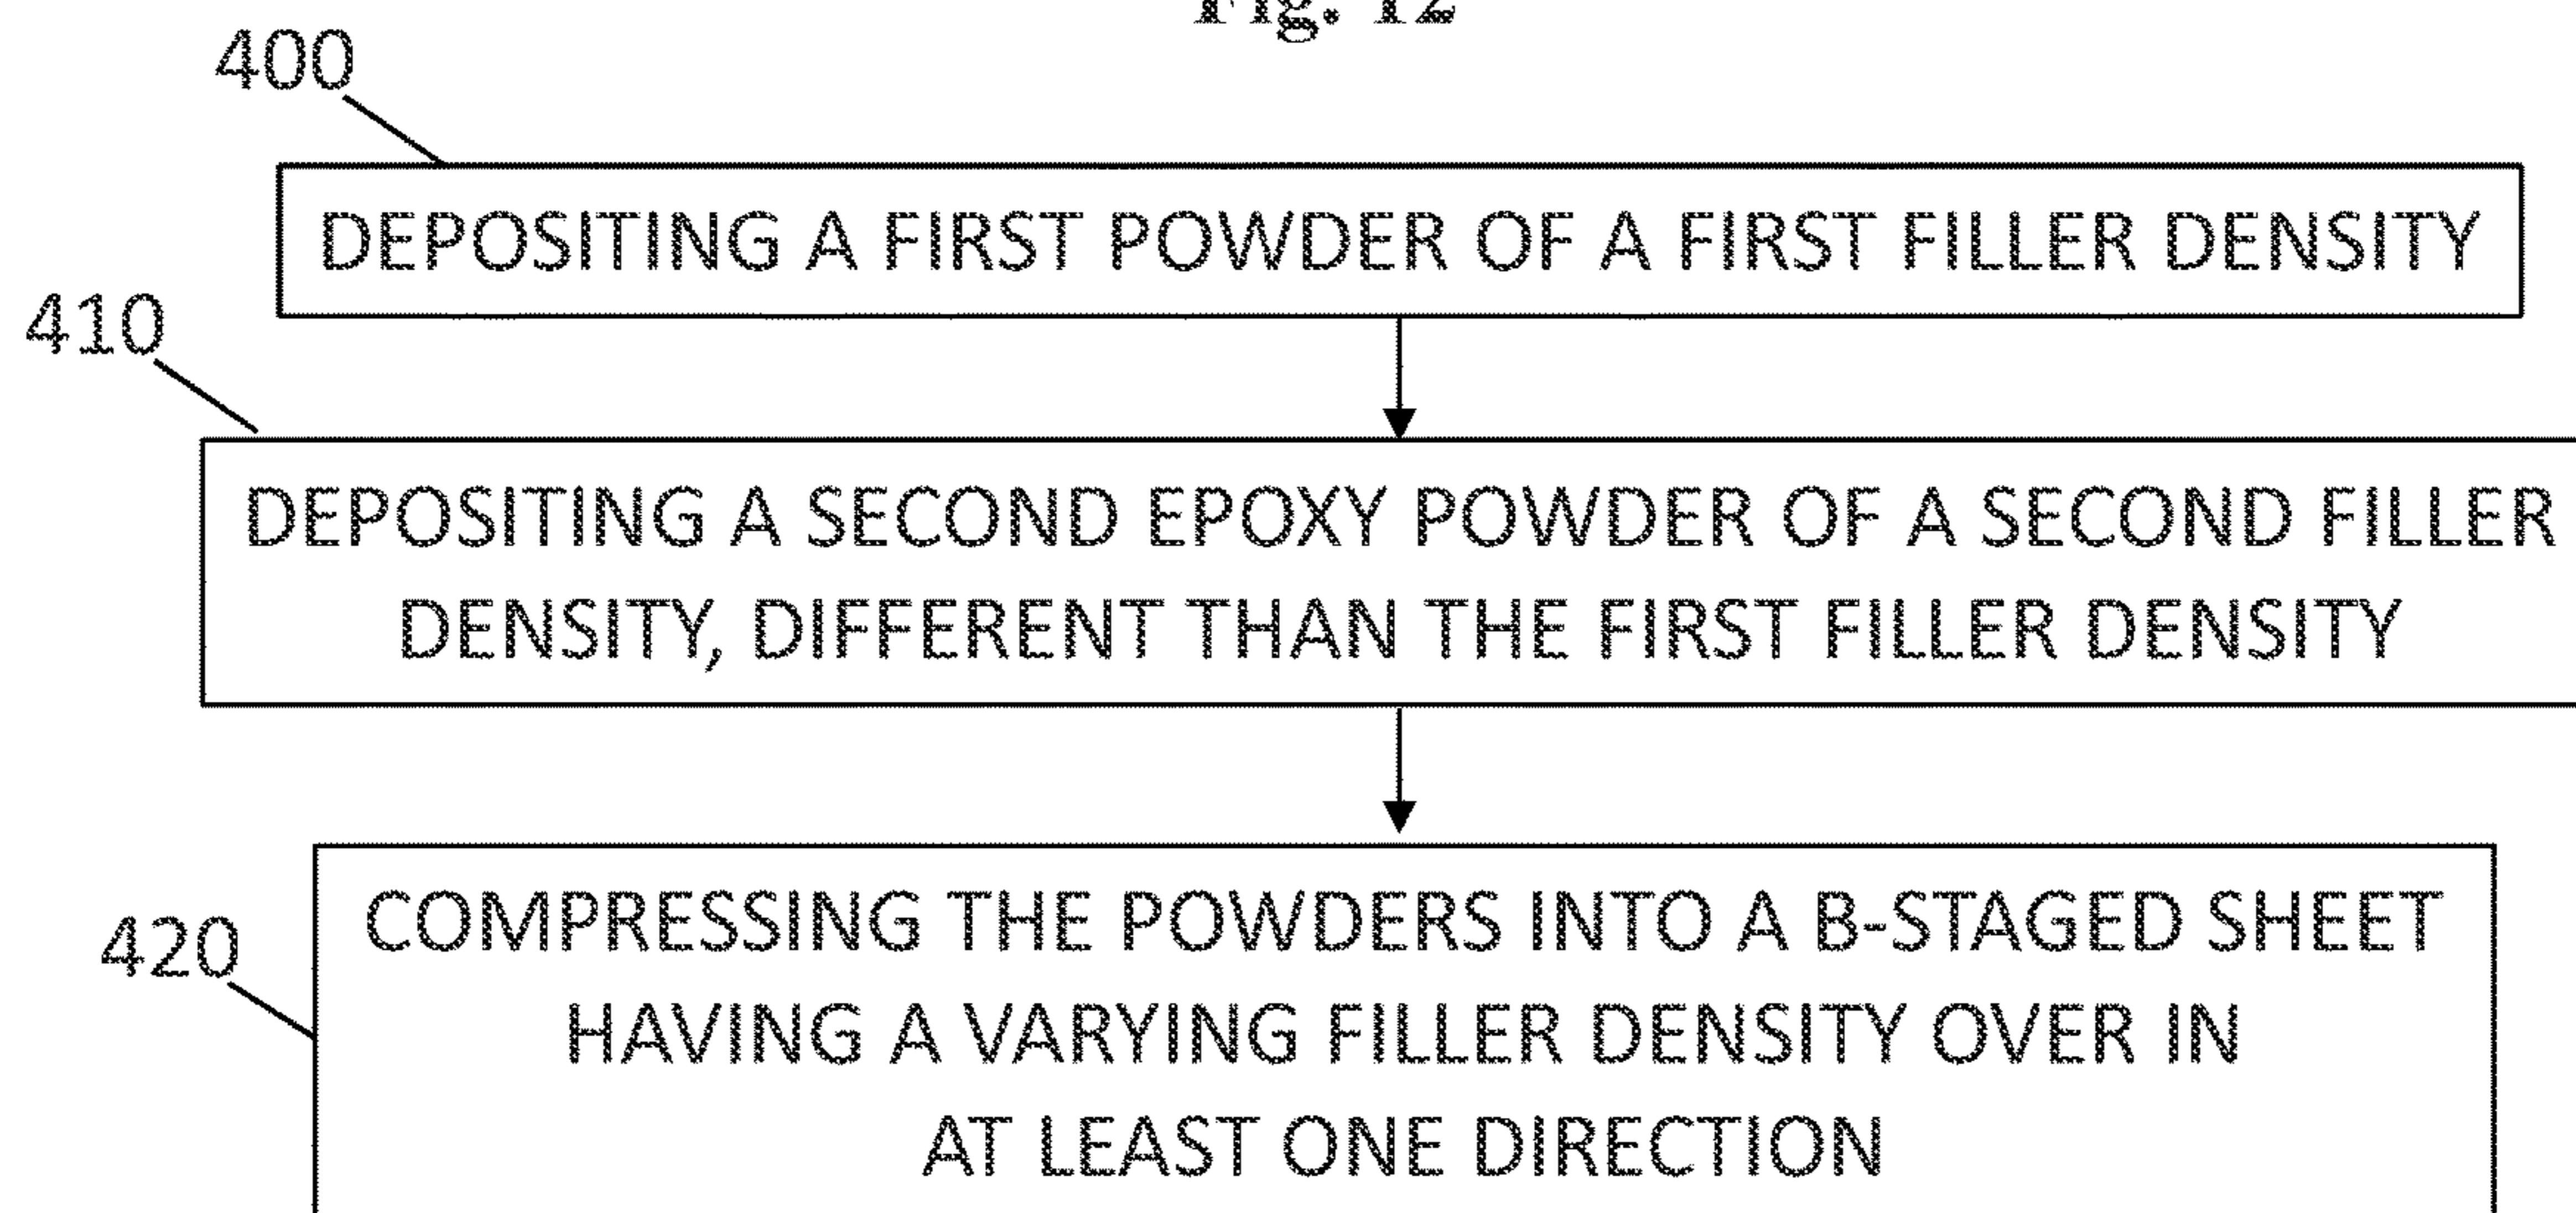 Fig. 12
400
DEPOSITING A FIRST POWDER OF A FIRST FILLER DENSITY
410
DEPOSITING A SECOND EPOXY POWDER OF A SECOND FILLER
DENSITY, DIFFERENT THAN THE FIRST FILLER DENSITY
420
COMPRESSING THE POWDERS INTO A B-STAGED SHEET
HAVING A VARYING FILLER DENSITY OVER IN
AT LEAST ONE DIRECTION